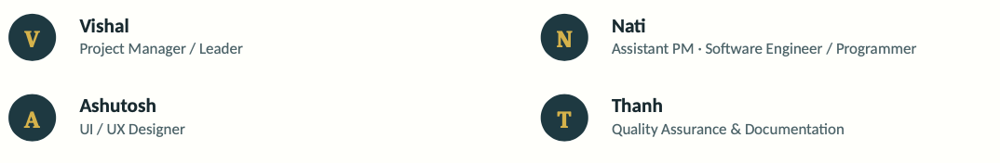 V
Vishal
Project Manager / Leader
N
Nati
Assistant PM · Software Engineer / Programmer
A
Ashutosh
UI / UX Designer
T
Thanh
Quality Assurance & Documentation